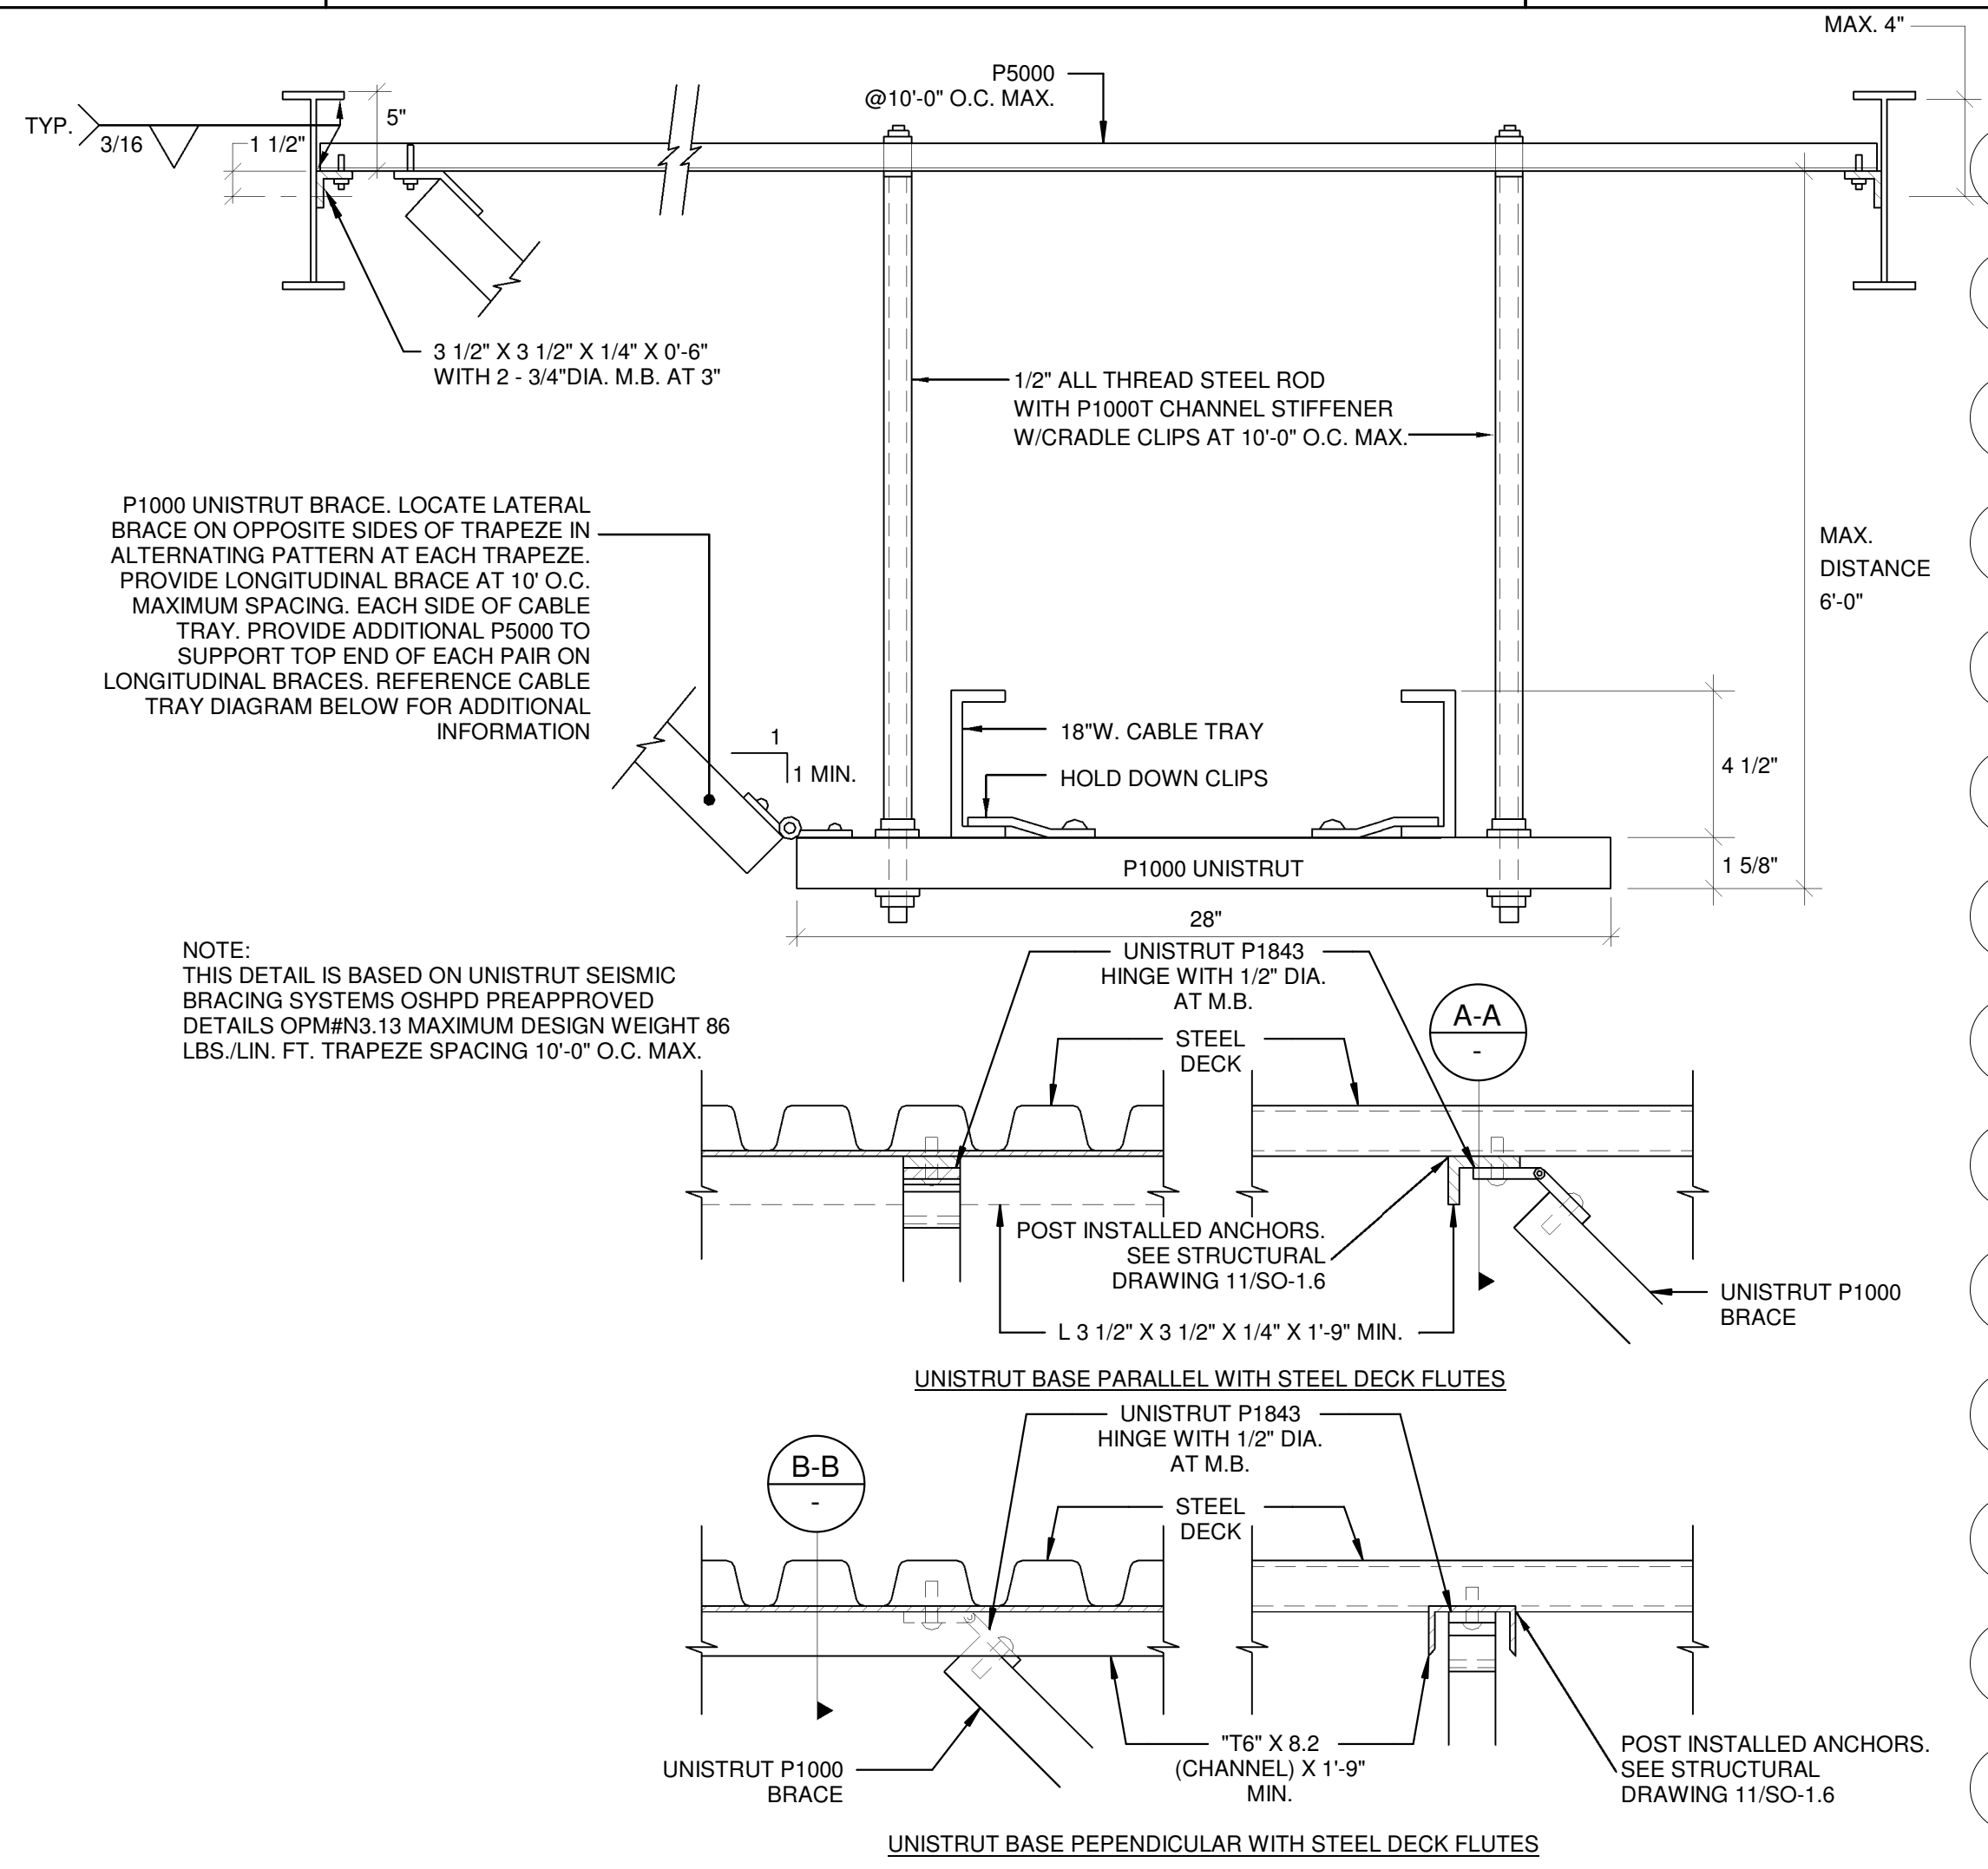 MAX. 4"
P5000
@10'-0" O.C. MAX.
TYP.
3/16
5"
1 1/2"
3 1/2" X 3 1/2" X 1/4" X 0'-6"
WITH 2 - 3/4"DIA. M.B. AT 3"
1/2" ALL THREAD STEEL ROD
WITH P1000T CHANNEL STIFFENER
W/CRADLE CLIPS AT 10'-0" O.C. MAX.
P1000 UNISTRUT BRACE. LOCATE LATERAL
BRACE ON OPPOSITE SIDES OF TRAPEZE IN
ALTERNATING PATTERN AT EACH TRAPEZE.
PROVIDE LONGITUDINAL BRACE AT 10' O.C.
MAXIMUM SPACING. EACH SIDE OF CABLE
TRAY. PROVIDE ADDITIONAL P5000 TO
SUPPORT TOP END OF EACH PAIR ON
LONGITUDINAL BRACES. REFERENCE CABLE
TRAY DIAGRAM BELOW FOR ADDITIONAL
INFORMATION
MAX.
DISTANCE
6'-0"
1
1 MIN.
18"W. CABLE TRAY
HOLD DOWN CLIPS
4 1/2"
1 5/8"
P1000 UNISTRUT
28"
NOTE:
THIS DETAIL IS BASED ON UNISTRUT SEISMIC
BRACING SYSTEMS OSHPD PREAPPROVED
DETAILS OPM#N3.13 MAXIMUM DESIGN WEIGHT 86
LBS./LIN. FT. TRAPEZE SPACING 10'-0" O.C. MAX.
UNISTRUT P1843
HINGE WITH 1/2" DIA.
AT M.B.
A-A
-
STEEL
DECK
POST INSTALLED ANCHORS.
SEE STRUCTURAL
DRAWING 11/SO-1.6
UNISTRUT P1000
BRACE
L 3 1/2" X 3 1/2" X 1/4" X 1'-9" MIN.
UNISTRUT BASE PARALLEL WITH STEEL DECK FLUTES
UNISTRUT P1843
HINGE WITH 1/2" DIA.
AT M.B.
B-B
-
STEEL
DECK
UNISTRUT P1000
BRACE
"T6" X 8.2
(CHANNEL) X 1'-9"
MIN.
POST INSTALLED ANCHORS.
SEE STRUCTURAL
DRAWING 11/SO-1.6
UNISTRUT BASE PEPENDICULAR WITH STEEL DECK FLUTES